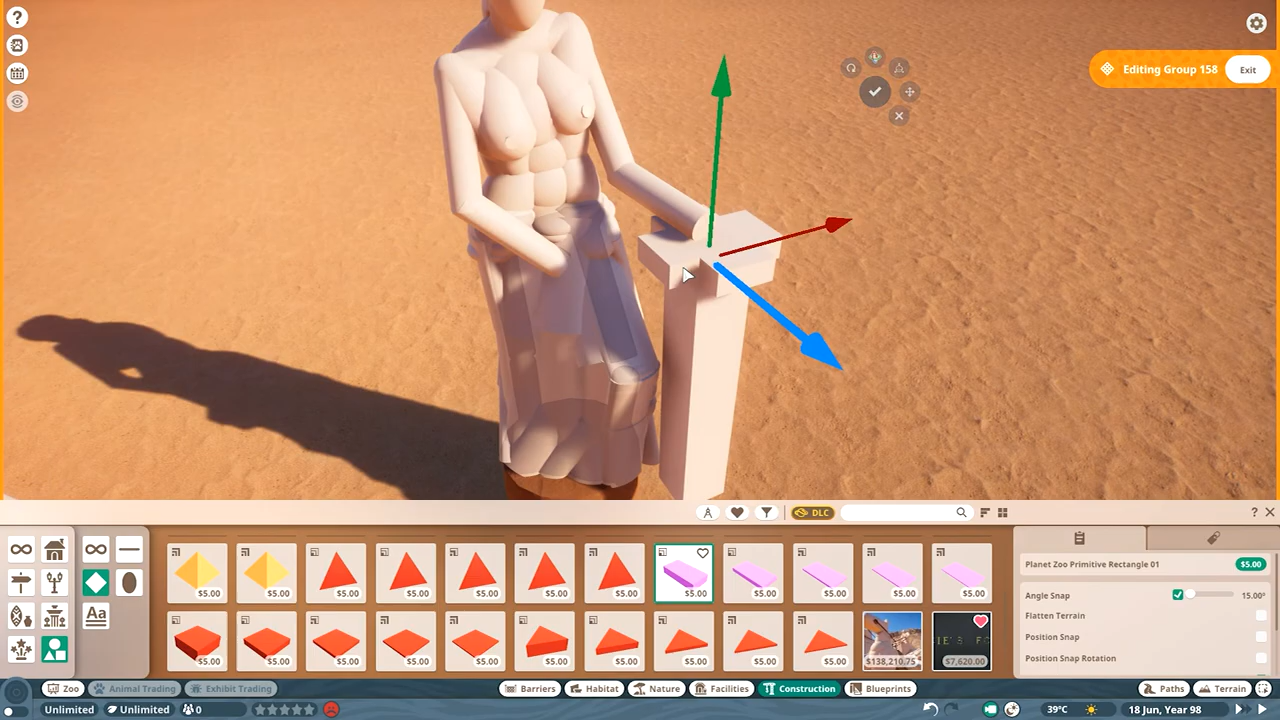 ?
Editing Group 158
Exit
DLC
? ×
$5.00 $5.00 $5.00 $5.00 $5.00 $5.00 $5.00 $5.00 $5.00 $5.00 $5.00 $5.00
Planet Zoo Primitive Rectangle 01 $5.00
Angle Snap 15.00°
Flatten Terrain
Aa
Position Snap
Position Snap Rotation
$5.00 $5.00 $5.00 $5.00 $5.00 $5.00 $5.00 $5.00 $5.00 $5.00 $138,210.75 $7,620.00
Zoo Animal Trading Exhibit Trading Barriers Habitat Nature Facilities Construction Blueprints Paths Terrain
Unlimited Unlimited 0 39°C 18 Jun, Year 98